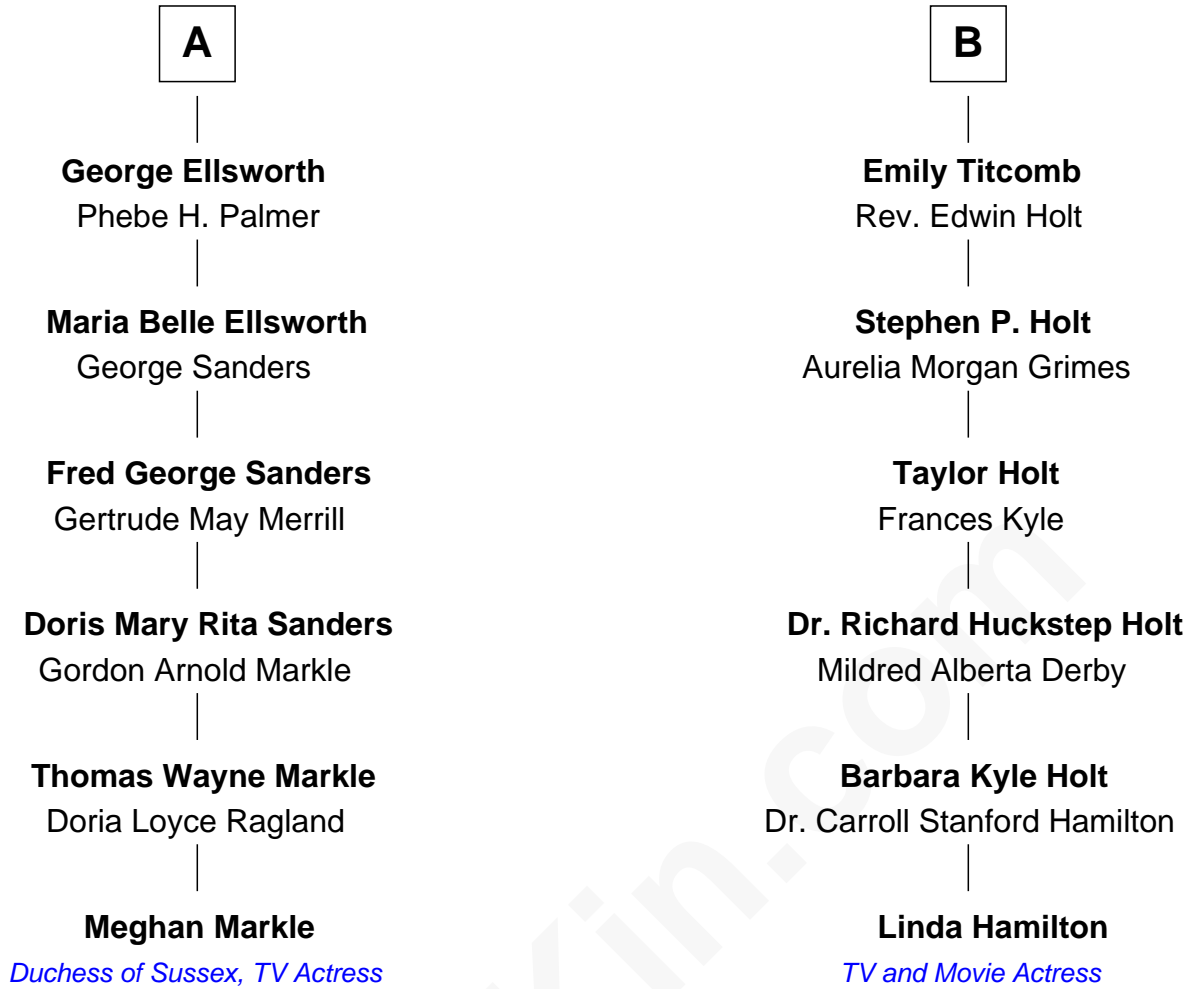 A
George Ellsworth
Phebe H. Palmer
Maria Belle Ellsworth
George Sanders
Fred George Sanders
Gertrude May Merrill
Doris Mary Rita Sanders
Gordon Arnold Markle
Thomas Wayne Markle
Doria Loyce Ragland
Meghan Markle
Duchess of Sussex, TV Actress
B
Emily Titcomb
Rev. Edwin Holt
Stephen P. Holt
Aurelia Morgan Grimes
Taylor Holt
Frances Kyle
Dr. Richard Huckstep Holt
Mildred Alberta Derby
Barbara Kyle Holt
Dr. Carroll Stanford Hamilton
Linda Hamilton
TV and Movie Actress